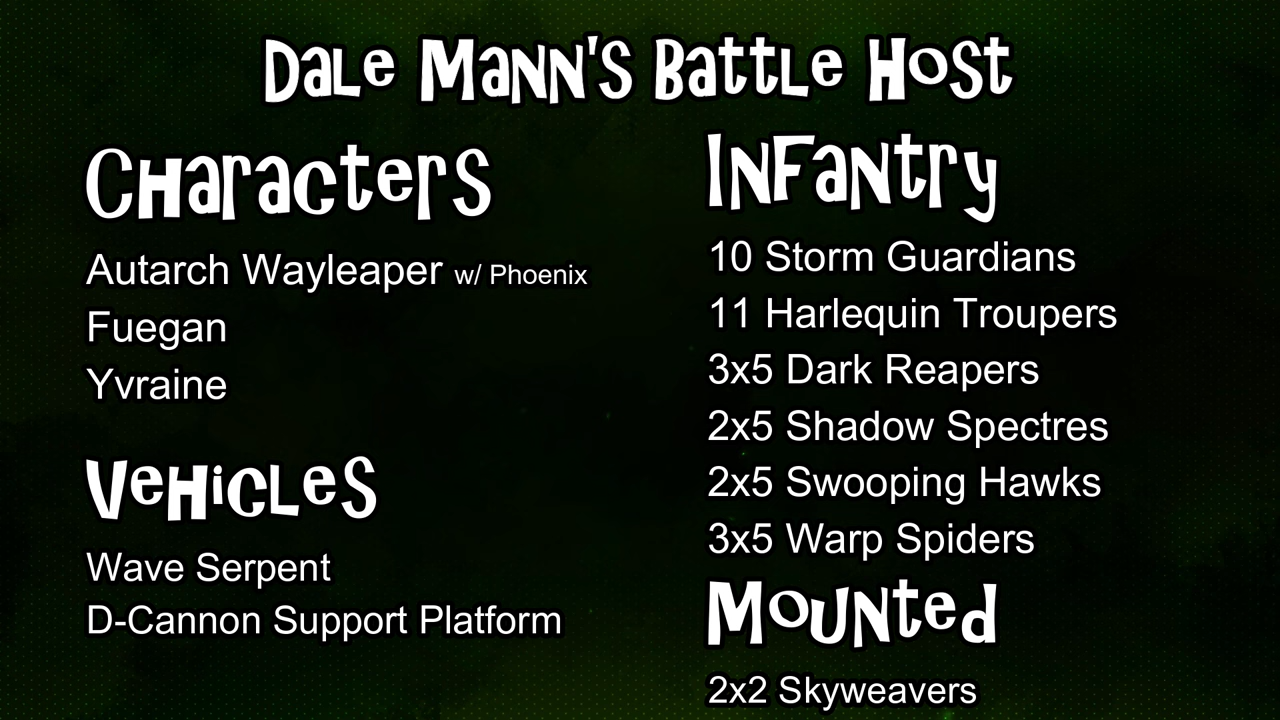 Dale Mann's Battle Host
Characters
Autarch Wayleaper w/ Phoenix
Fuegan
Yvraine
Vehicles
Wave Serpent
D-Cannon Support Platform
Infantry
10 Storm Guardians
11 Harlequin Troupers
3x5 Dark Reapers
2x5 Shadow Spectres
2x5 Swooping Hawks
3x5 Warp Spiders
Mounted
2x2 Skyweavers